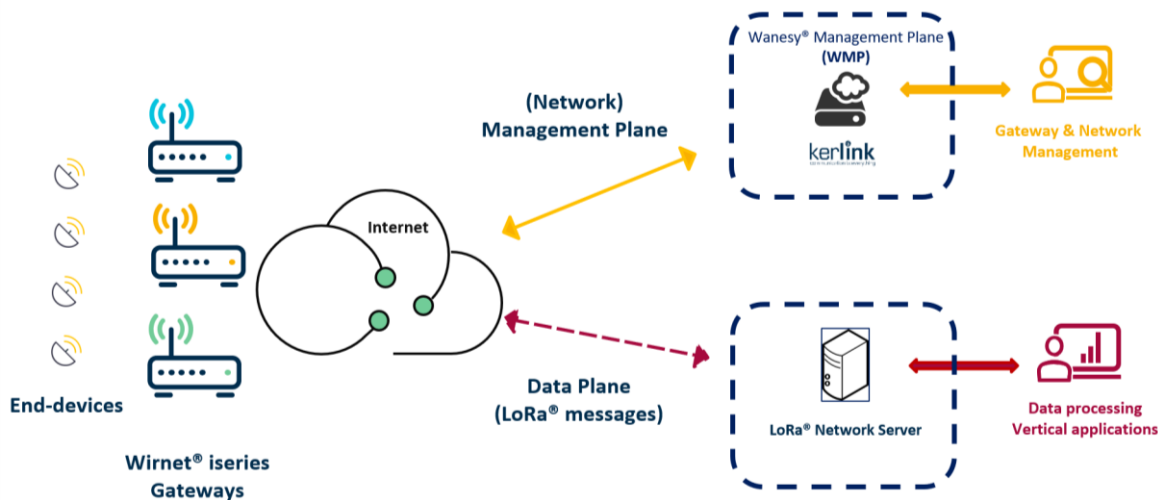 Wanesy® Management Plane
(WMP)
kerlink
(Network)
Management Plane
Gateway & Network
Management
Internet
End-devices
Data Plane
(LoRa® messages)
LoRa® Network Server
Data processing
Vertical applications
Wirnet® iseries
Gateways